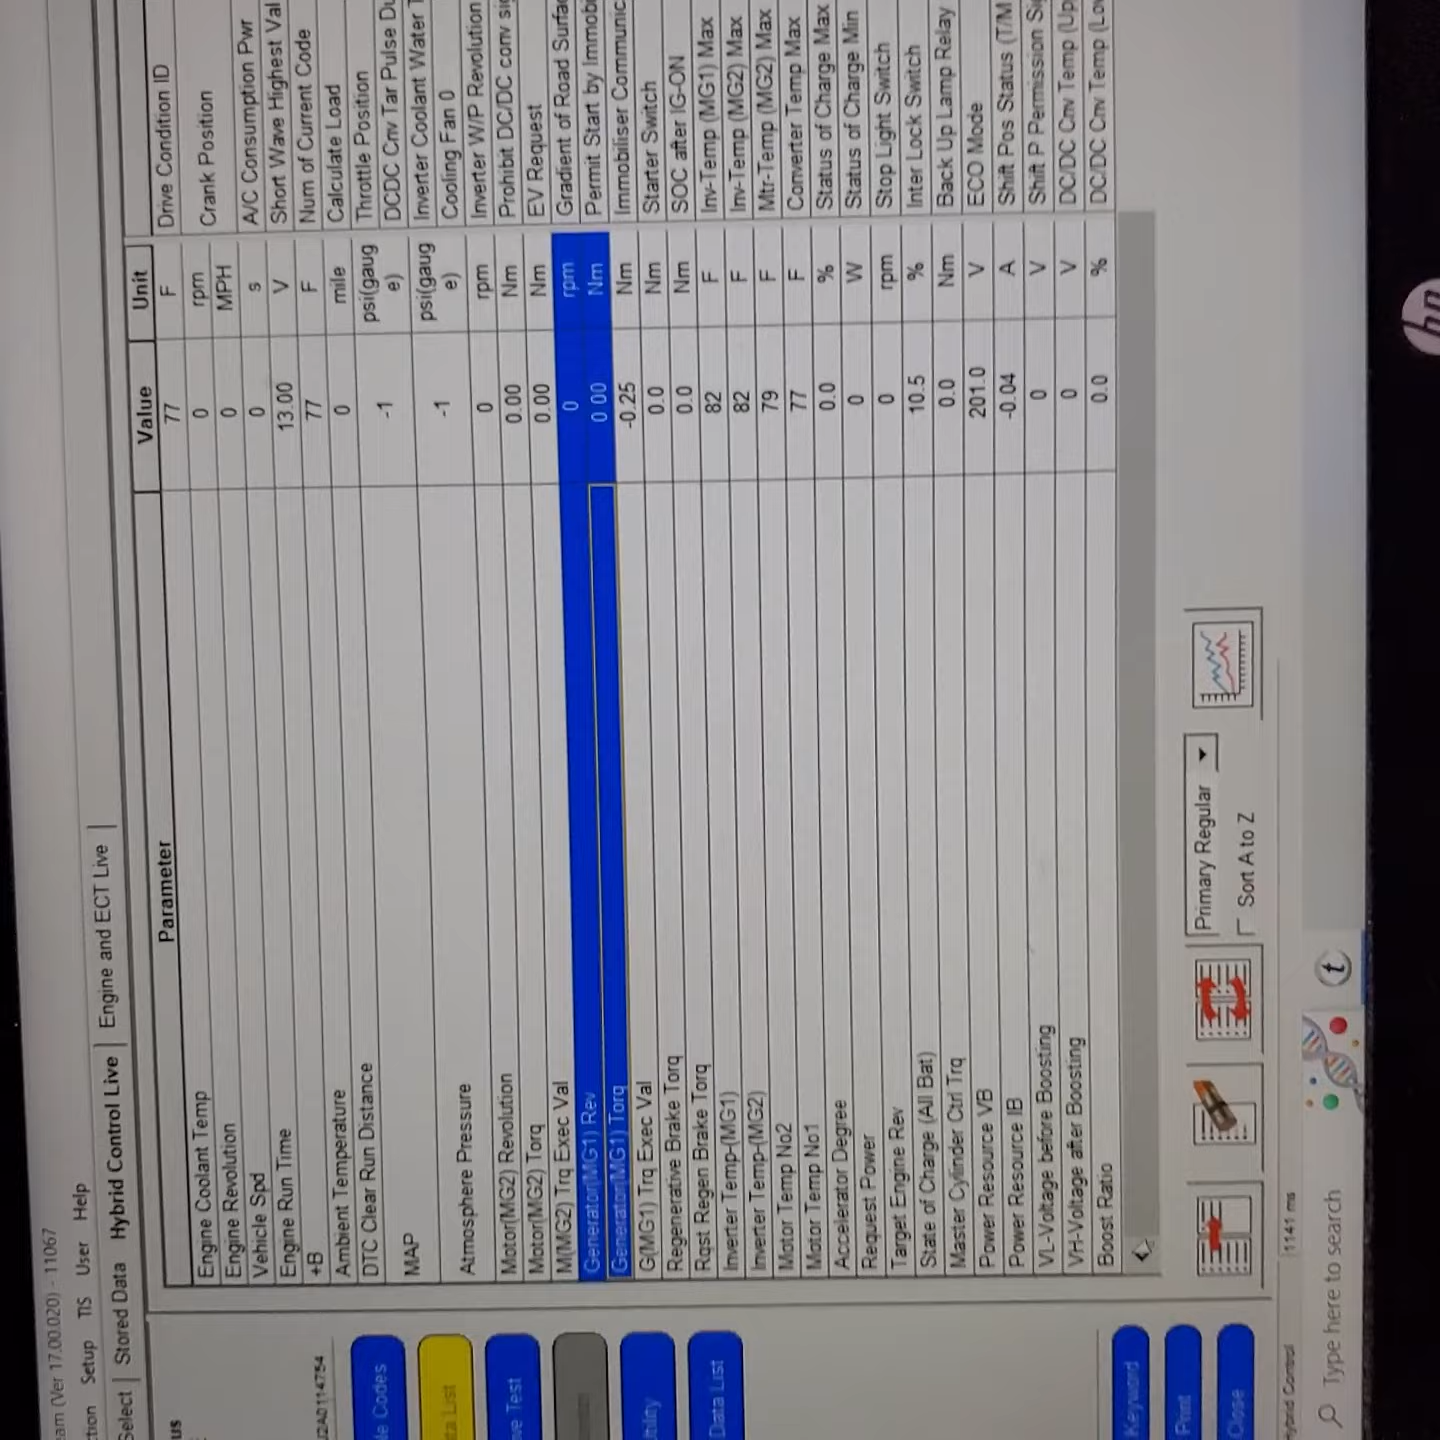 (Ver 17.00.020) - 11067
Setup TIS User Help
Select Stored Data Hybrid Control Live Engine and ECT Live
Parameter Value Unit
Engine Coolant Temp 77 F Drive Condition ID
Engine Revolution 0 rpm Crank Position
Vehicle Spd 0 MPH
Engine Run Time 0 s A/C Consumption Pwr
+B 13.00 V Short Wave Highest Val
Ambient Temperature 77 F Num of Current Code
DTC Clear Run Distance 0 mile Calculate Load
MAP -1 psi(gauge) Throttle Position
DCDC Cnv Tar Pulse Du
Atmosphere Pressure -1 psi(gauge) Inverter Coolant Water T
Cooling Fan 0
Motor(MG2) Revolution 0 rpm Inverter W/P Revolution
Motor(MG2) Torq 0.00 Nm Prohibit DC/DC conv sig
M(MG2) Trq Exec Val 0.00 Nm EV Request
Generator(MG1) Rev 0 rpm Gradient of Road Surfac
Generator(MG1) Torq 0 00 Nm Permit Start by Immobi
G(MG1) Trq Exec Val -0.25 Nm Immobiliser Communic
Regenerative Brake Torq 0.0 Nm Starter Switch
Rqst Regen Brake Torq 0.0 Nm SOC after IG-ON
Inverter Temp-(MG1) 82 F Inv-Temp (MG1) Max
Inverter Temp-(MG2) 82 F Inv-Temp (MG2) Max
Motor Temp No2 79 F Mtr-Temp (MG2) Max
Motor Temp No1 77 F Converter Temp Max
Accelerator Degree 0.0 % Status of Charge Max
Request Power 0 W Status of Charge Min
Target Engine Rev 0 rpm Stop Light Switch
State of Charge (All Bat) 10.5 % Inter Lock Switch
Master Cylinder Ctrl Trq 0.0 Nm Back Up Lamp Relay
Power Resource VB 201.0 V ECO Mode
Power Resource IB -0.04 A Shift Pos Status (T/M
VL-Voltage before Boosting 0 V Shift P Permission Si
VH-Voltage after Boosting 0 V DC/DC Cnv Temp (Up
Boost Ratio 0.0 % DC/DC Cnv Temp (Lo
Codes
List
Test
Data List
Keyword
Print
Close
Primary Regular
Sort A to Z
Hybrid Control 1141 ms
Type here to search
t
hp